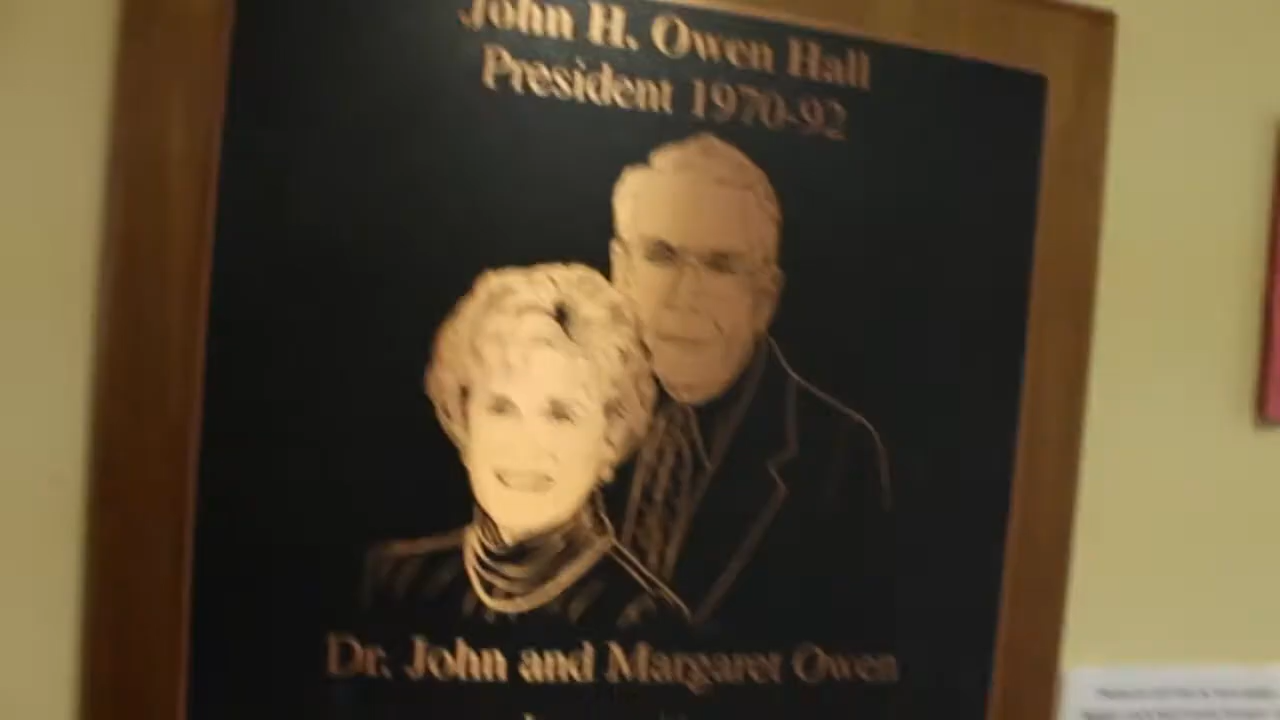 John H. Owen Hall
President 1970-92
Dr. John and Margaret Owen